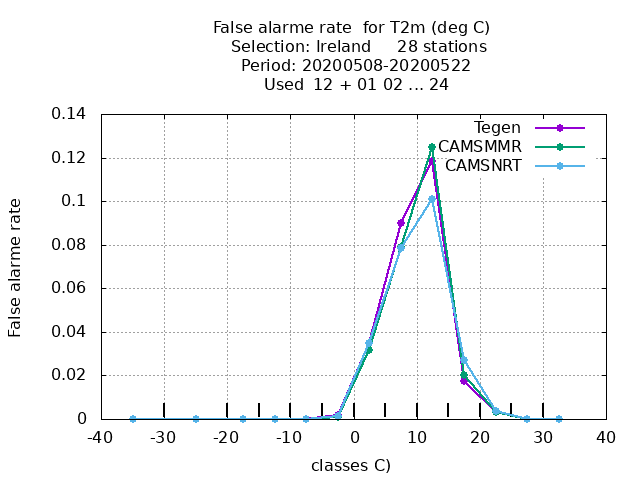 False alarme rate  for T2m (deg C)
Selection: Ireland     28 stations
Period: 20200508-20200522
Used  12 + 01 02 ... 24
0.14
0.12
0.1
0.08
0.06
0.04
0.02
0
False alarme rate
Tegen
CAMSMMR
CAMSNRT
-40 -30 -20 -10 0 10 20 30 40
classes C)